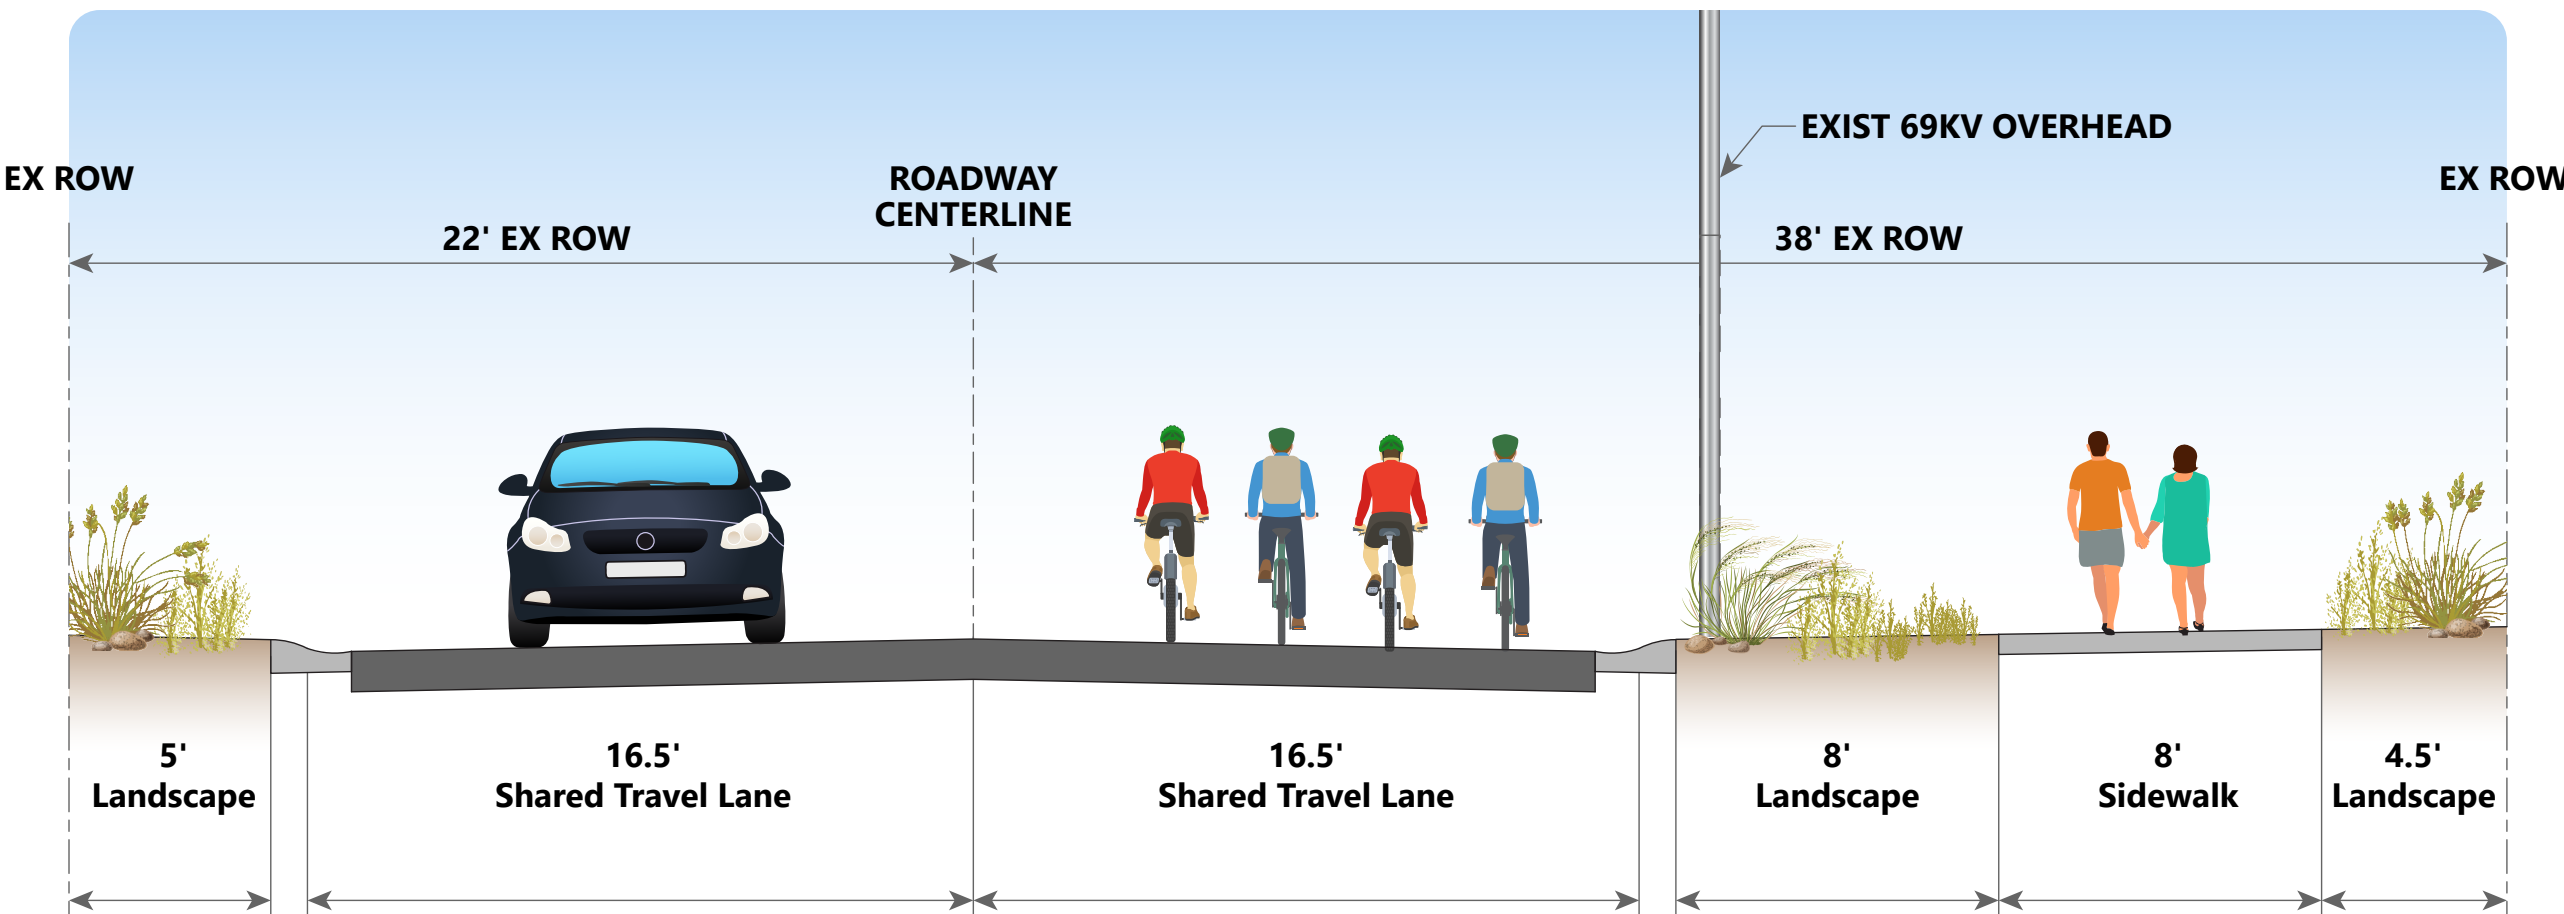 EXIST 69KV OVERHEAD
EX ROW
ROADWAY
CENTERLINE
EX ROW
22' EX ROW
38' EX ROW
5'
Landscape
16.5'
Shared Travel Lane
16.5'
Shared Travel Lane
8'
Landscape
8'
Sidewalk
4.5'
Landscape